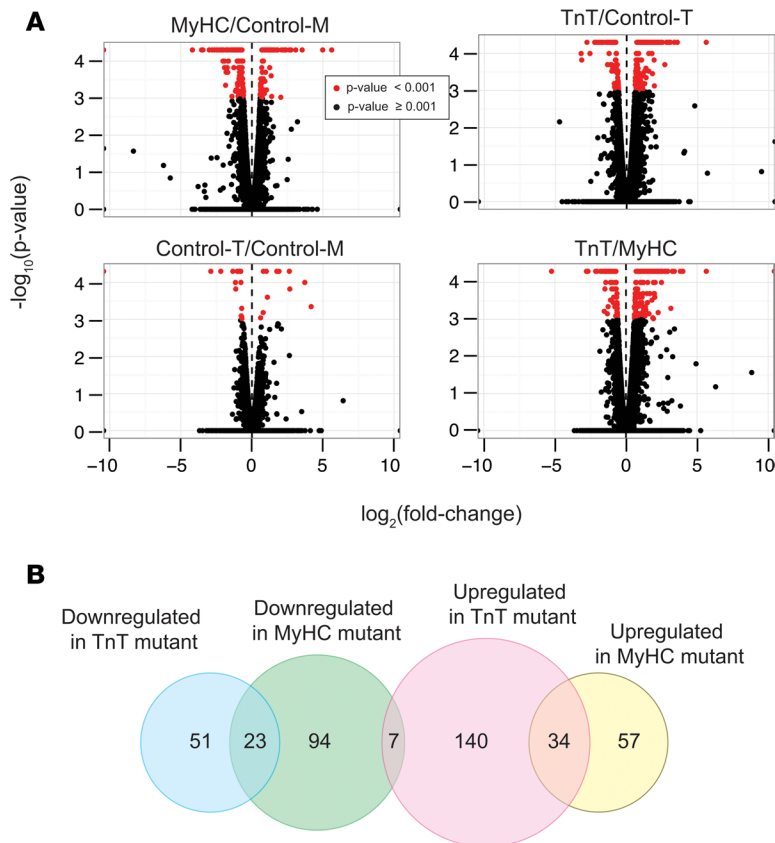 A
MyHC/Control-M
TnT/Control-T
4
3
2
1
0
p-value < 0.001
p-value ≥ 0.001
4
3
2
1
0
-log10(p-value)
Control-T/Control-M
TnT/MyHC
4
3
2
1
0
4
3
2
1
0
−10
−5
0
5
10
−10
−5
0
5
10
log2(fold-change)
B
Downregulated
in TnT mutant
Downregulated
in MyHC mutant
Upregulated
in TnT mutant
Upregulated
in MyHC mutant
51
23
94
7
140
34
57